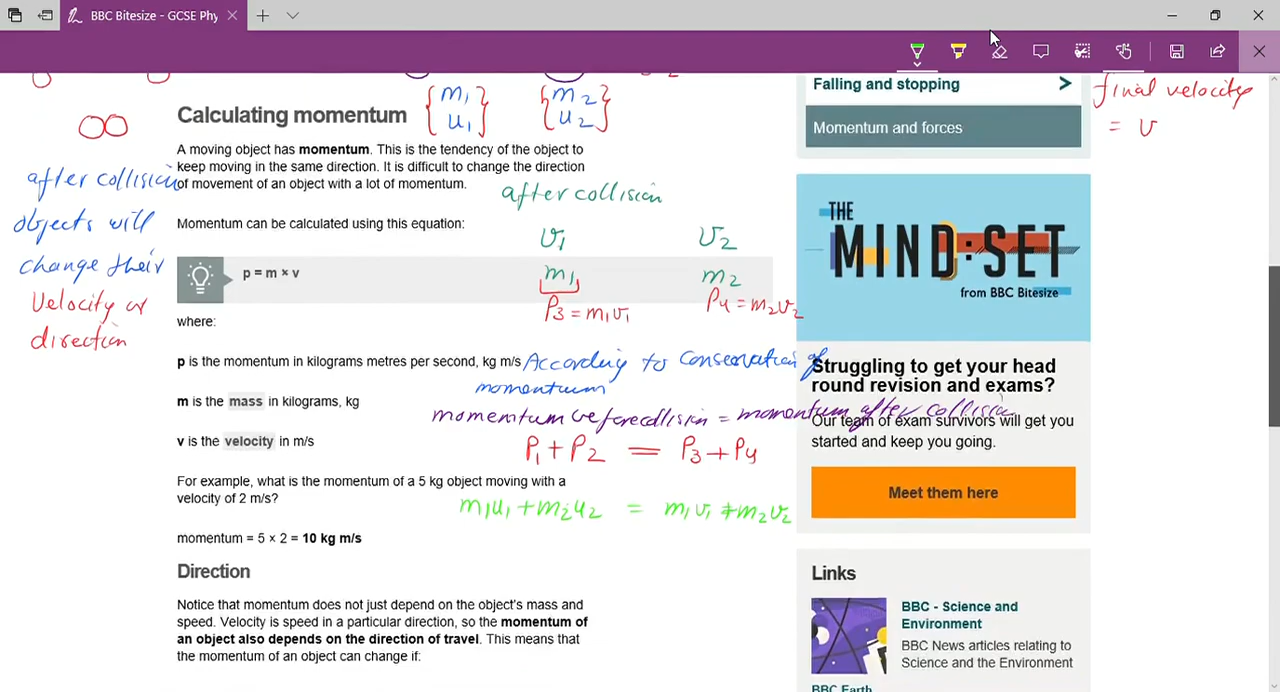 BBC Bitesize - GCSE Phy
Calculating momentum
m1
u1
m2
u2
A moving object has momentum. This is the tendency of the object to
keep moving in the same direction. It is difficult to change the direction
of movement of an object with a lot of momentum.
Momentum can be calculated using this equation:
p = m × v
where:
p is the momentum in kilograms metres per second, kg m/s
m is the mass in kilograms, kg
v is the velocity in m/s
For example, what is the momentum of a 5 kg object moving with a
velocity of 2 m/s?
momentum = 5 × 2 = 10 kg m/s
Direction
Notice that momentum does not just depend on the object's mass and
speed. Velocity is speed in a particular direction, so the momentum of
an object also depends on the direction of travel. This means that
the momentum of an object can change if:
after collision
objects will
change their
velocity or
direction
after collision
v1 v2
m1 m2
P3 = m1v1 P4 = m2v2
According to Conservation of
momentum
momentum before collision = momentum after collision
P1 + P2 = P3 + P4
m1u1 + m2u2 = m1v1 + m2v2
Falling and stopping
Momentum and forces
final velocity
= v
THE
MIND·SET
from BBC Bitesize
Struggling to get your head
round revision and exams?
Our team of exam survivors will get you
started and keep you going.
Meet them here
Links
BBC - Science and
Environment
BBC News articles relating to
Science and the Environment
BBC Earth